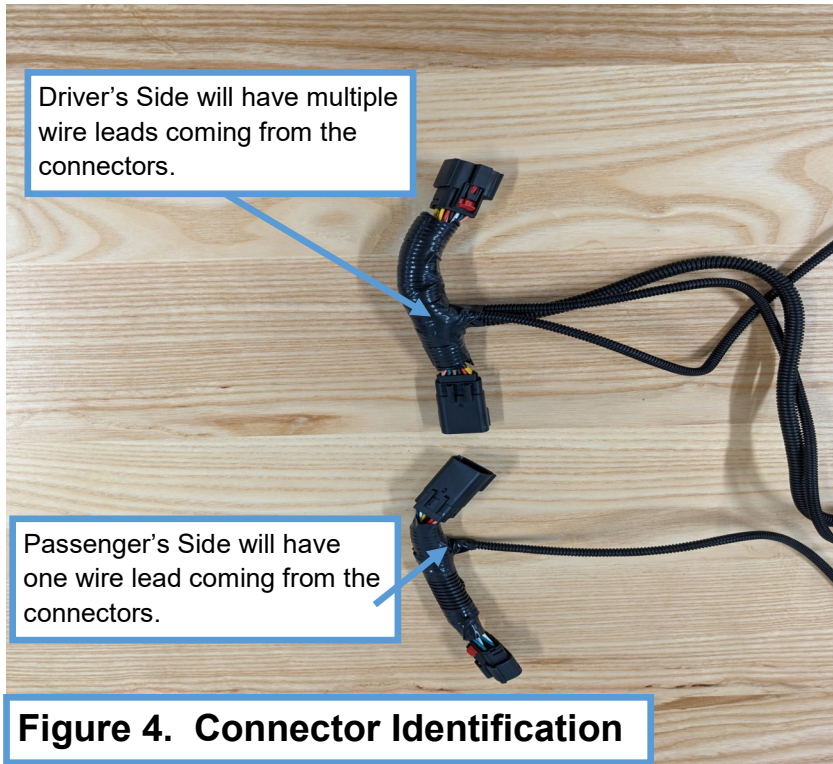 Driver’s Side will have multiple
wire leads coming from the
connectors.
Passenger’s Side will have
one wire lead coming from the
connectors.
Figure 4.  Connector Identification